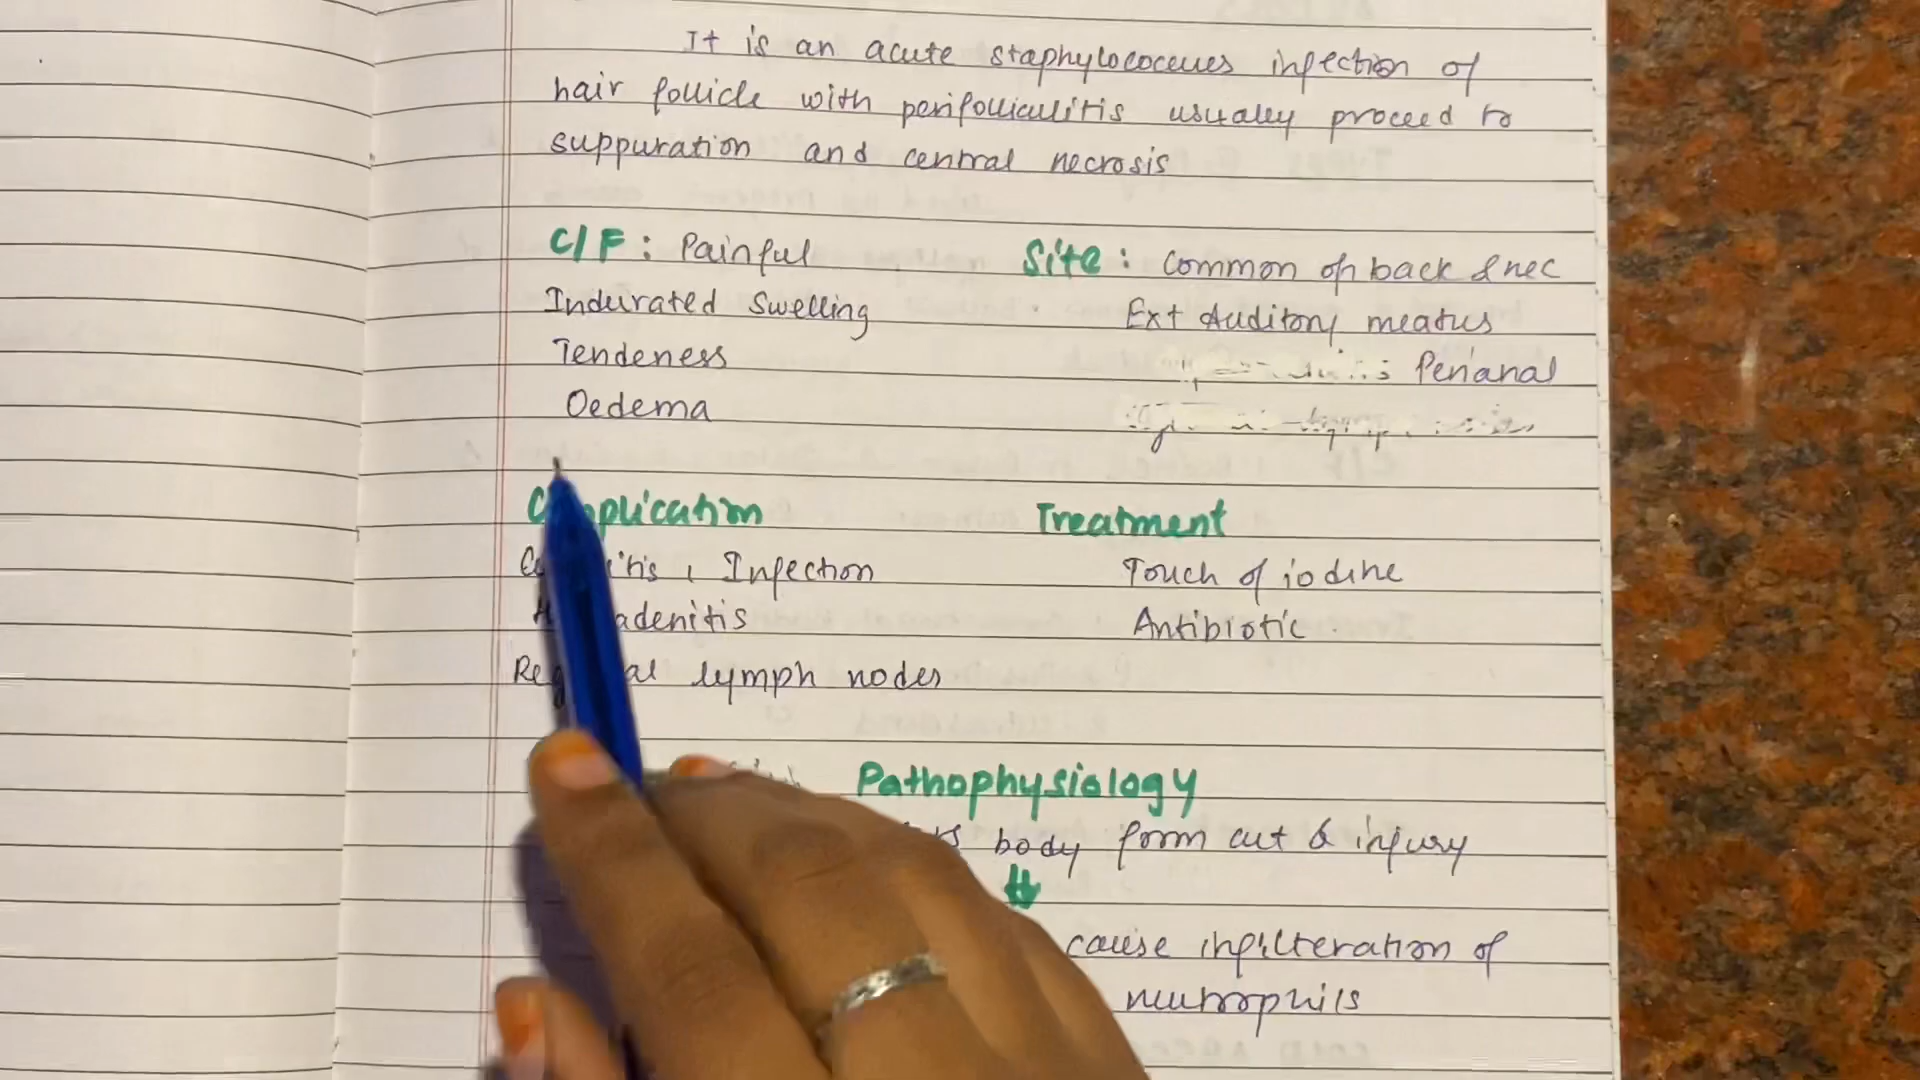 It is an acute staphylococcus infection of
hair follicle with perifolliculitis usually proceed to
suppuration and central necrosis
C/F : Painful
Indurated Swelling
Tendeness
Oedema
Site : Common on back & nec
Ext Auditory meatus
Perianal
Complication
Infection
Regional lymph nodes
Treatment
Touch of iodine
Antibiotic
Pathophysiology
body form cut & injury
cause infilteration of
neutrophils